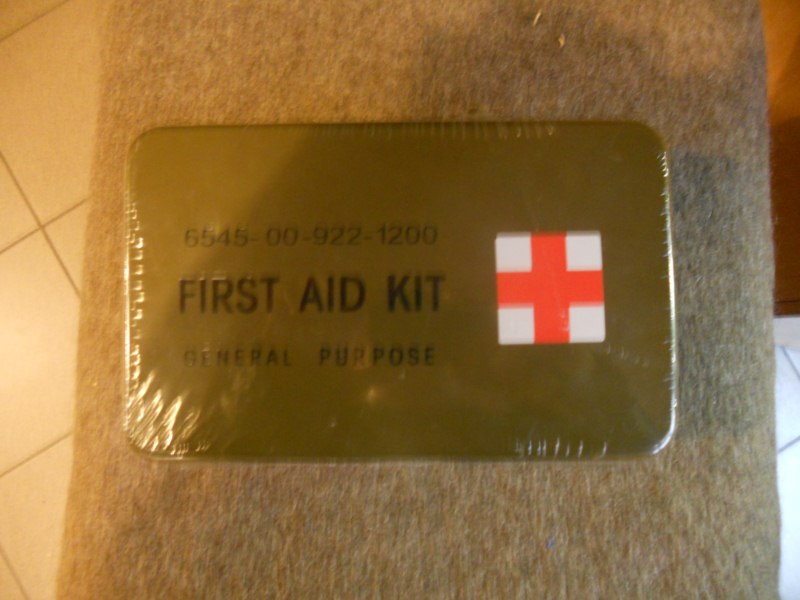 6545-00-922-1200
FIRST AID KIT
GENERAL PURPOSE